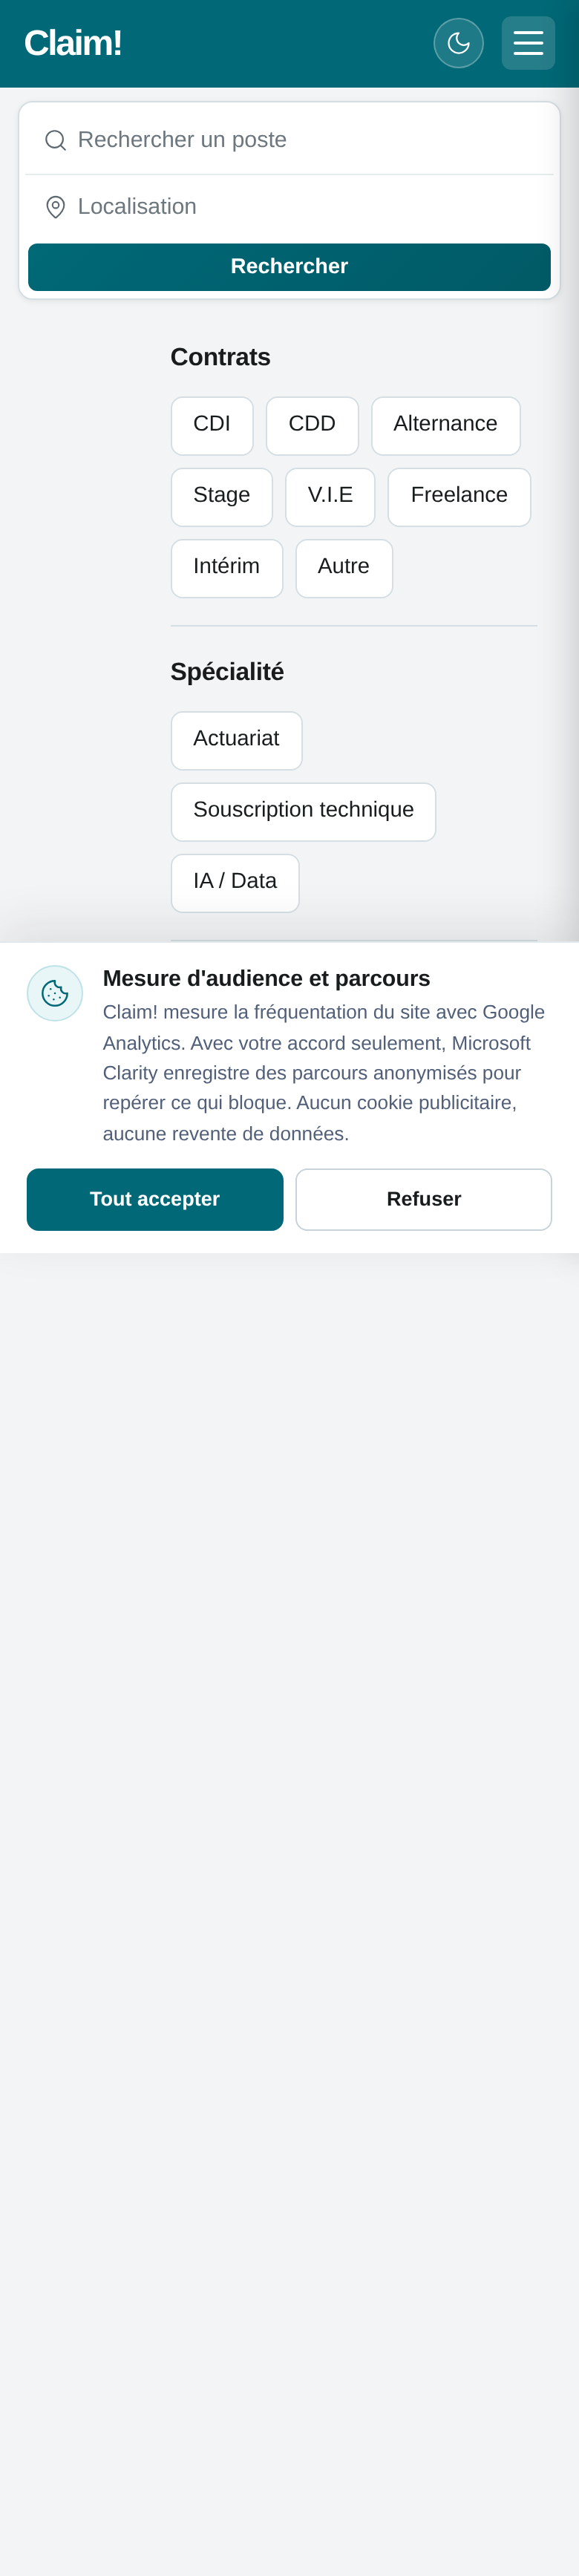 Claim!
Rechercher un poste
Localisation
Rechercher
Contrats
CDI
CDD
Alternance
Stage
V.I.E
Freelance
Intérim
Autre
Spécialité
Actuariat
Souscription technique
IA / Data
Mesure d'audience et parcours
Claim! mesure la fréquentation du site avec Google
Analytics. Avec votre accord seulement, Microsoft
Clarity enregistre des parcours anonymisés pour
repérer ce qui bloque. Aucun cookie publicitaire,
aucune revente de données.
Tout accepter
Refuser